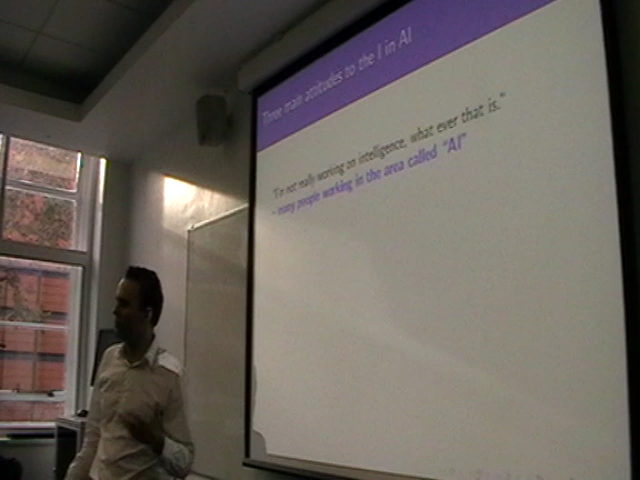 Three main attitudes to the I in AI
"I'm not really working on intelligence, what ever that is."
– many people working in the area called "AI"